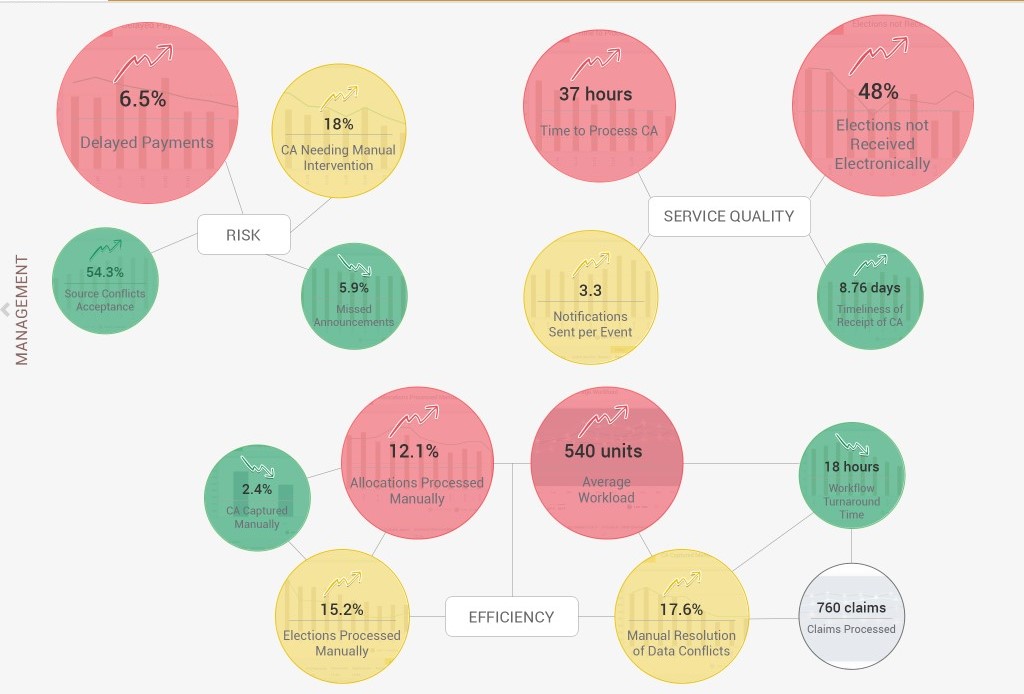 6.5%
Delayed Payments
18%
CA Needing Manual
Intervention
RISK
54.3%
Source Conflicts
Acceptance
5.9%
Missed
Announcements
37 hours
Time to Process CA
48%
Elections not
Received
Electronically
SERVICE QUALITY
3.3
Notifications
Sent per Event
8.76 days
Timeliness of
Receipt of CA
MANAGEMENT
2.4%
CA Captured
Manually
12.1%
Allocations Processed
Manually
540 units
Average
Workload
18 hours
Workflow
Turnaround
Time
15.2%
Elections Processed
Manually
EFFICIENCY
17.6%
Manual Resolution
of Data Conflicts
760 claims
Claims Processed